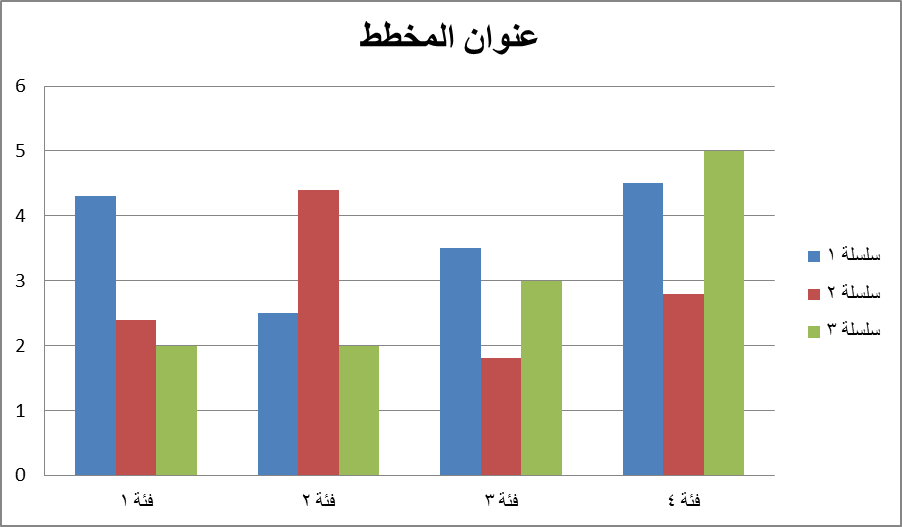 عنوان المخطط
6
5
4
3
2
1
0
فئة ١
فئة ٢
فئة ٣
فئة ٤
سلسلة ١
سلسلة ٢
سلسلة ٣